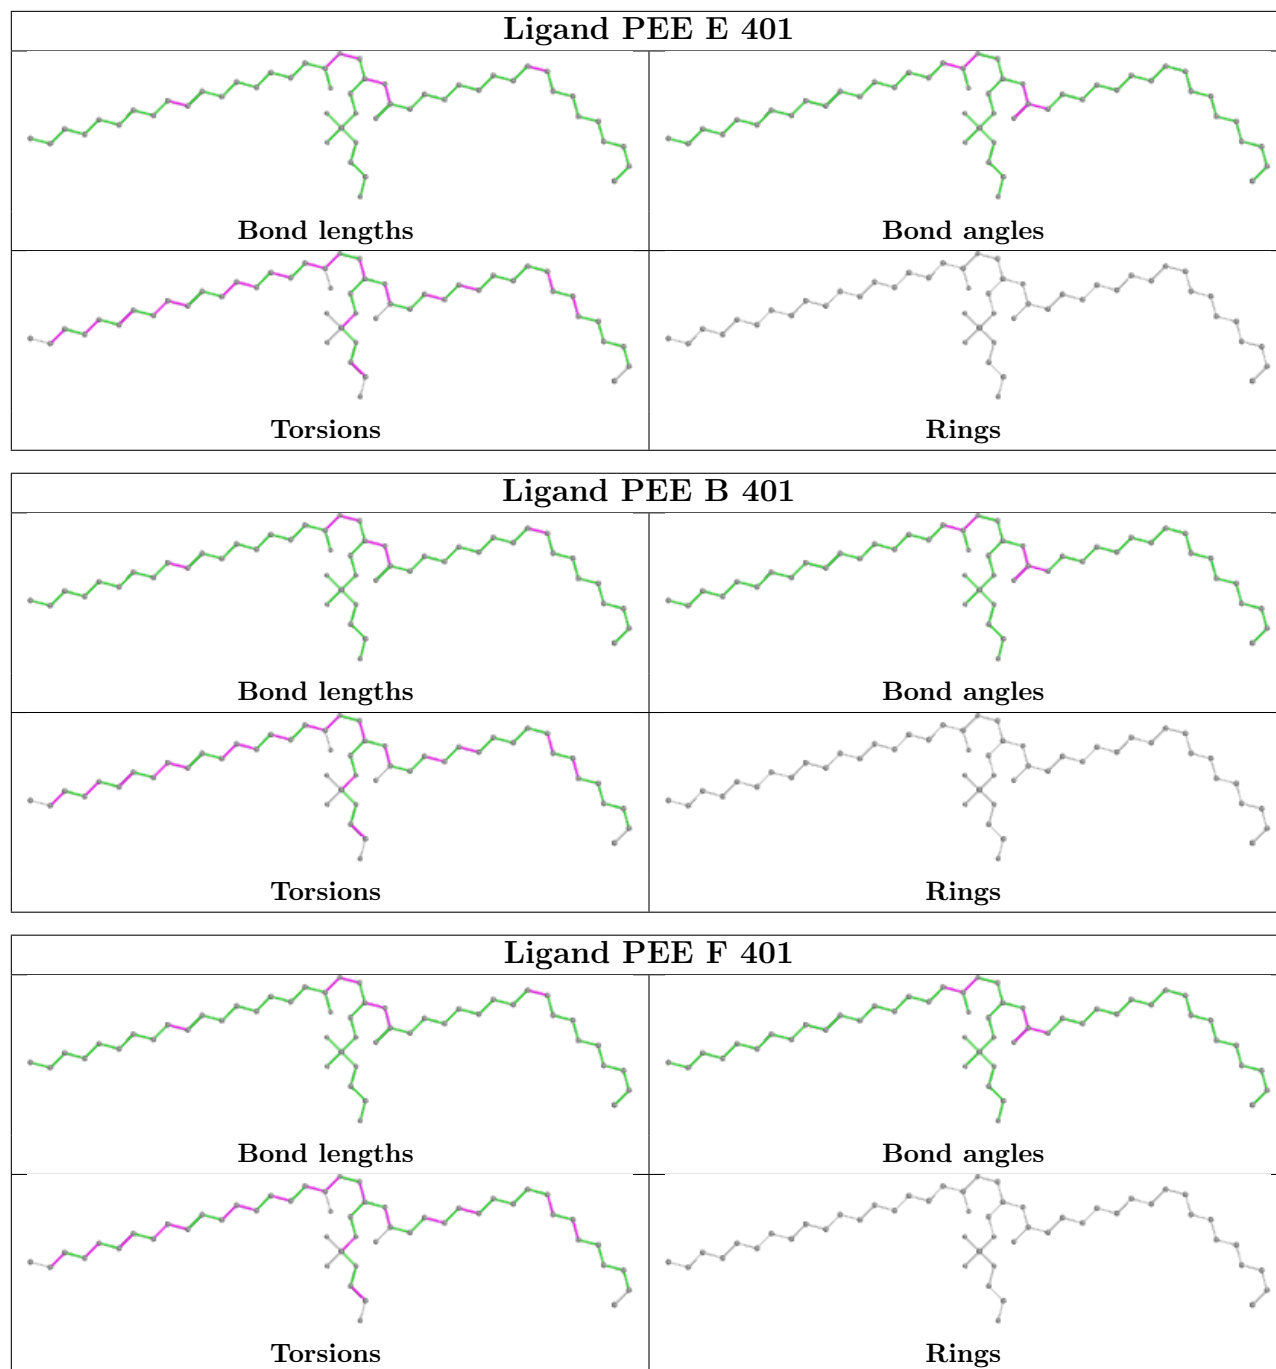 Ligand PEE E 401
Bond lengths
Bond angles
Torsions
Rings
Ligand PEE B 401
Bond lengths
Bond angles
Torsions
Rings
Ligand PEE F 401
Bond lengths
Bond angles
Torsions
Rings